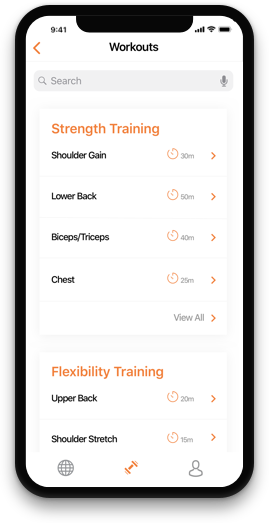 9:41
Workouts
Search
Strength Training
Shoulder Gain 30m
Lower Back 50m
Biceps/Triceps 40m
Chest 25m
View All
Flexibility Training
Upper Back 20m
Shoulder Stretch 15m